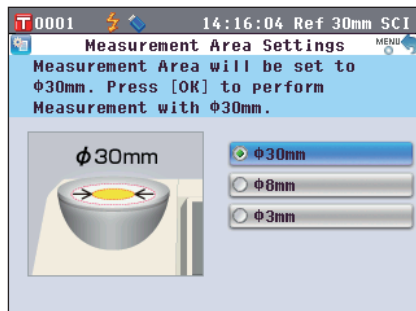 T 0001 14:16:04 Ref 30mm SCI
Measurement Area Settings MENU
Measurement Area will be set to
Φ30mm. Press [OK] to perform
Measurement with Φ30mm.
ϕ30mm
Φ30mm
Φ8mm
Φ3mm